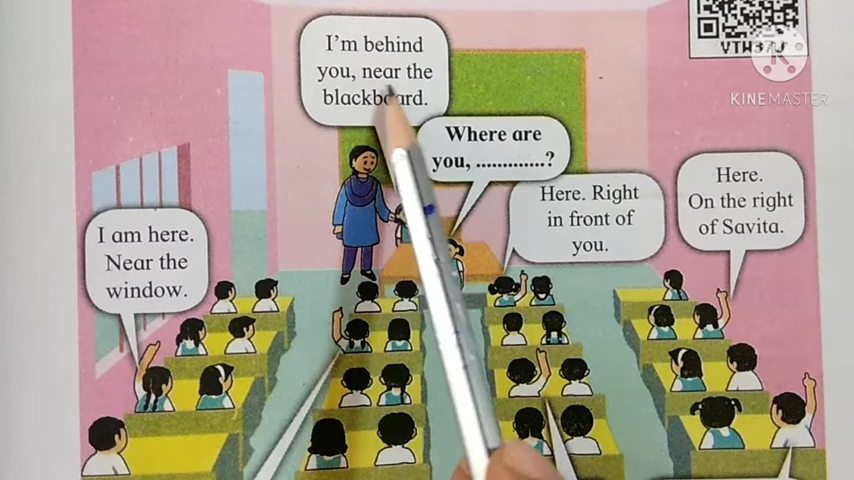 I'm behind
you, near the
blackboard.
Where are
you, .............?
Here. Right
in front of
you.
Here.
On the right
of Savita.
I am here.
Near the
window.
VTW37U
KINEMASTER